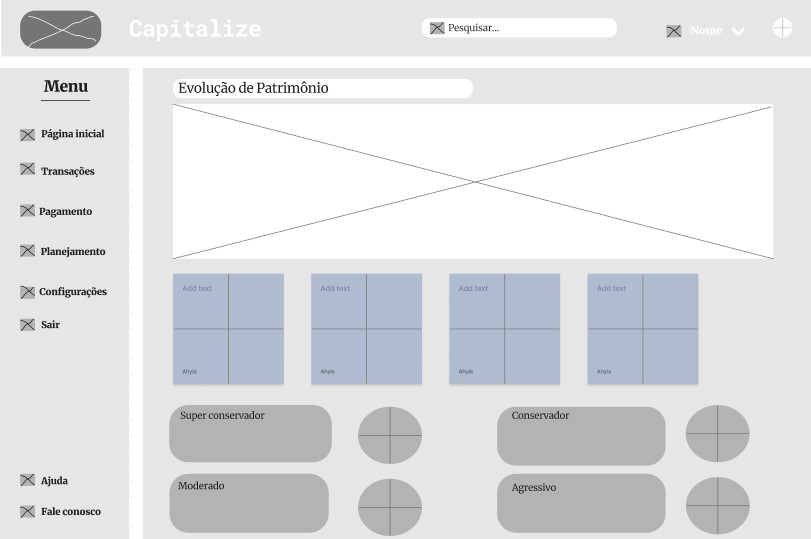 Capitalize
Pesquisar...
Nome
Menu
Página inicial
Transações
Pagamento
Planejamento
Configurações
Sair
Ajuda
Fale conosco
Evolução de Patrimônio
Add text
Add text
Add text
Add text
Ahyla
Ahyla
Ahyla
Ahyla
Super conservador
Conservador
Moderado
Agressivo